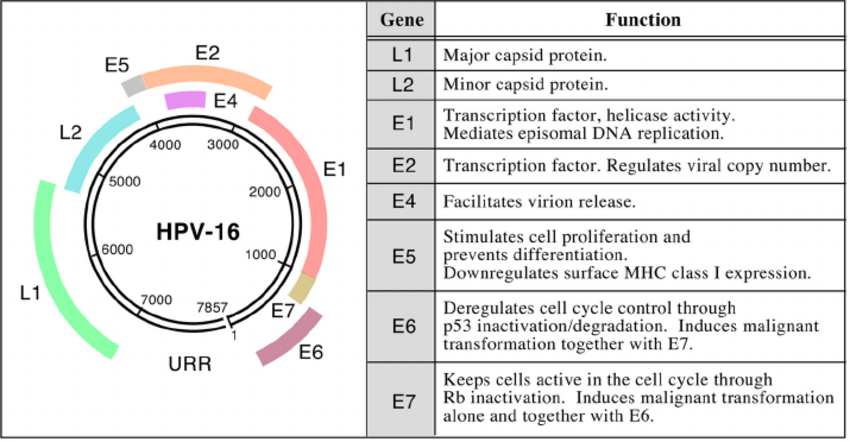 E2
E5
E4
L2
E1
4000
3000
5000
2000
HPV-16
6000
1000
L1
7000
7857
E7
1
E6
URR
Gene Function
L1 Major capsid protein.
L2 Minor capsid protein.
E1 Transcription factor, helicase activity.
Mediates episomal DNA replication.
E2 Transcription factor. Regulates viral copy number.
E4 Facilitates virion release.
E5 Stimulates cell proliferation and
prevents differentiation.
Downregulates surface MHC class I expression.
E6 Deregulates cell cycle control through
p53 inactivation/degradation. Induces malignant
transformation together with E7.
E7 Keeps cells active in the cell cycle through
Rb inactivation. Induces malignant transformation
alone and together with E6.